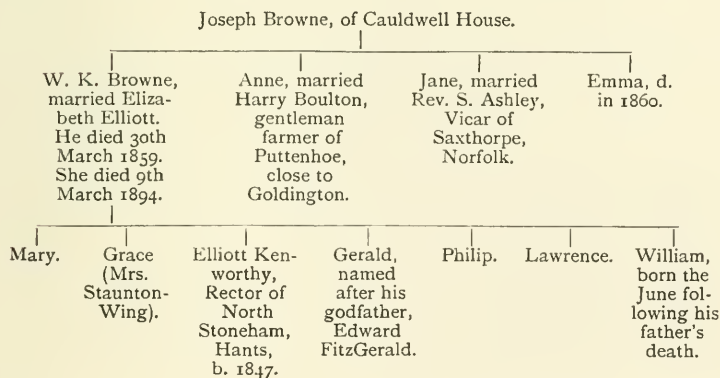 Joseph Browne, of Cauldwell House.
W. K. Browne,
married Eliza-
beth Elliott.
He died 30th
March 1859.
She died 9th
March 1894.
Anne, married
Harry Boulton,
gentleman
farmer of
Puttenhoe,
close to
Goldington.
Jane, married
Rev. S. Ashley,
Vicar of
Saxthorpe,
Norfolk.
Emma, d.
in 1860.
Mary.
Grace
(Mrs.
Staunton-
Wing).
Elliott Ken-
worthy,
Rector of
North
Stoneham,
Hants,
b. 1847.
Gerald,
named
after his
godfather,
Edward
FitzGerald.
Philip.
Lawrence.
William,
born the
June fol-
lowing his
father's
death.